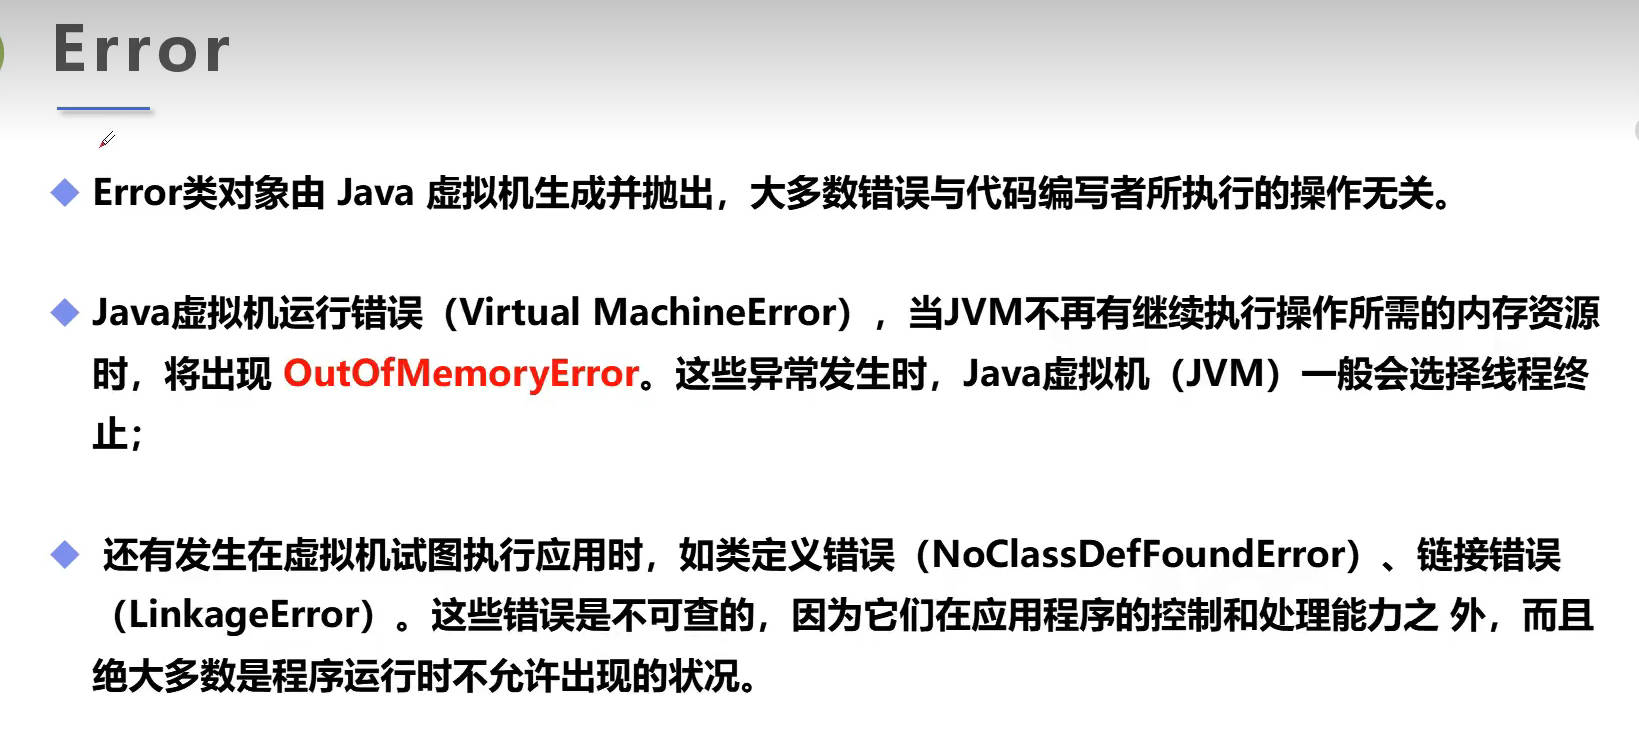 Error
Error类对象由 Java 虚拟机生成并抛出，大多数错误与代码编写者所执行的操作无关。
Java虚拟机运行错误（Virtual MachineError），当JVM不再有继续执行操作所需的内存资源
时，将出现 OutOfMemoryError。这些异常发生时，Java虚拟机（JVM）一般会选择线程终
止；
还有发生在虚拟机试图执行应用时，如类定义错误（NoClassDefFoundError）、链接错误
（LinkageError）。这些错误是不可查的，因为它们在应用程序的控制和处理能力之 外，而且
绝大多数是程序运行时不允许出现的状况。